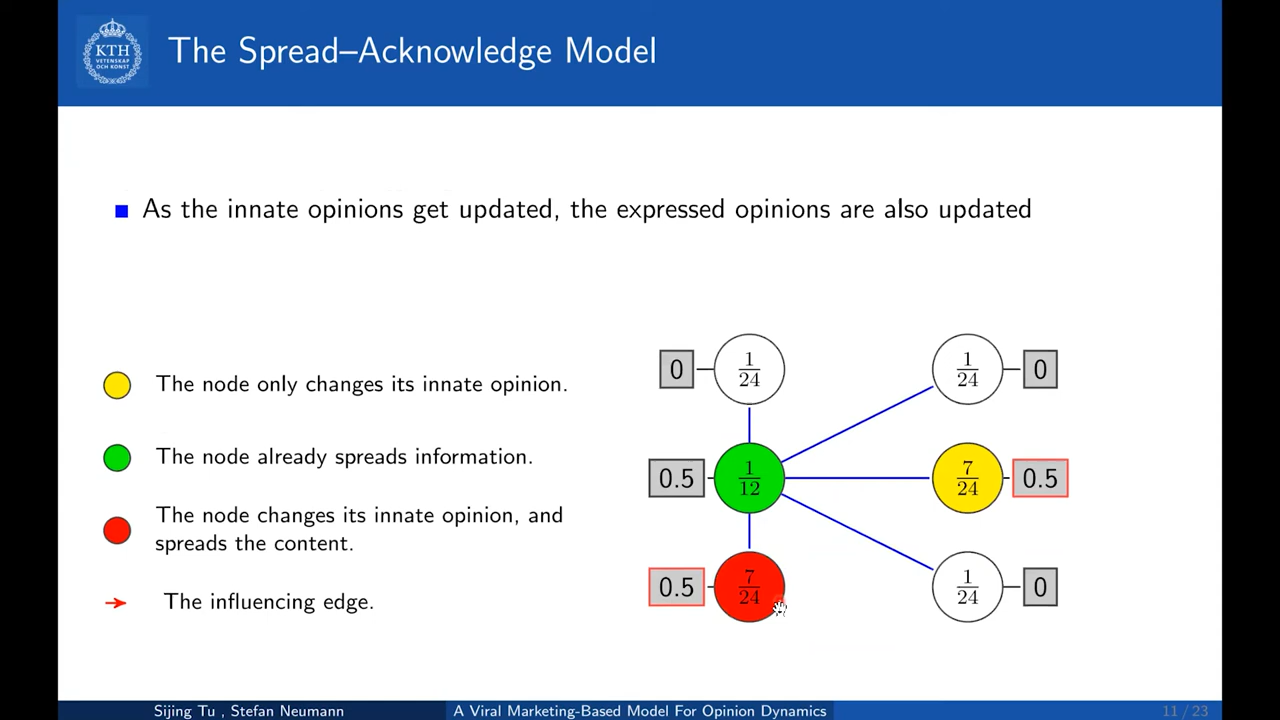 KTH
VETENSKAP
OCH KONST
The Spread–Acknowledge Model
As the innate opinions get updated, the expressed opinions are also updated
The node only changes its innate opinion.
The node already spreads information.
The node changes its innate opinion, and
spreads the content.
The influencing edge.
0
1
24
1
24
0
0.5
1
12
7
24
0.5
0.5
7
24
1
24
0
Sijing Tu , Stefan Neumann
A Viral Marketing-Based Model For Opinion Dynamics
11 / 23